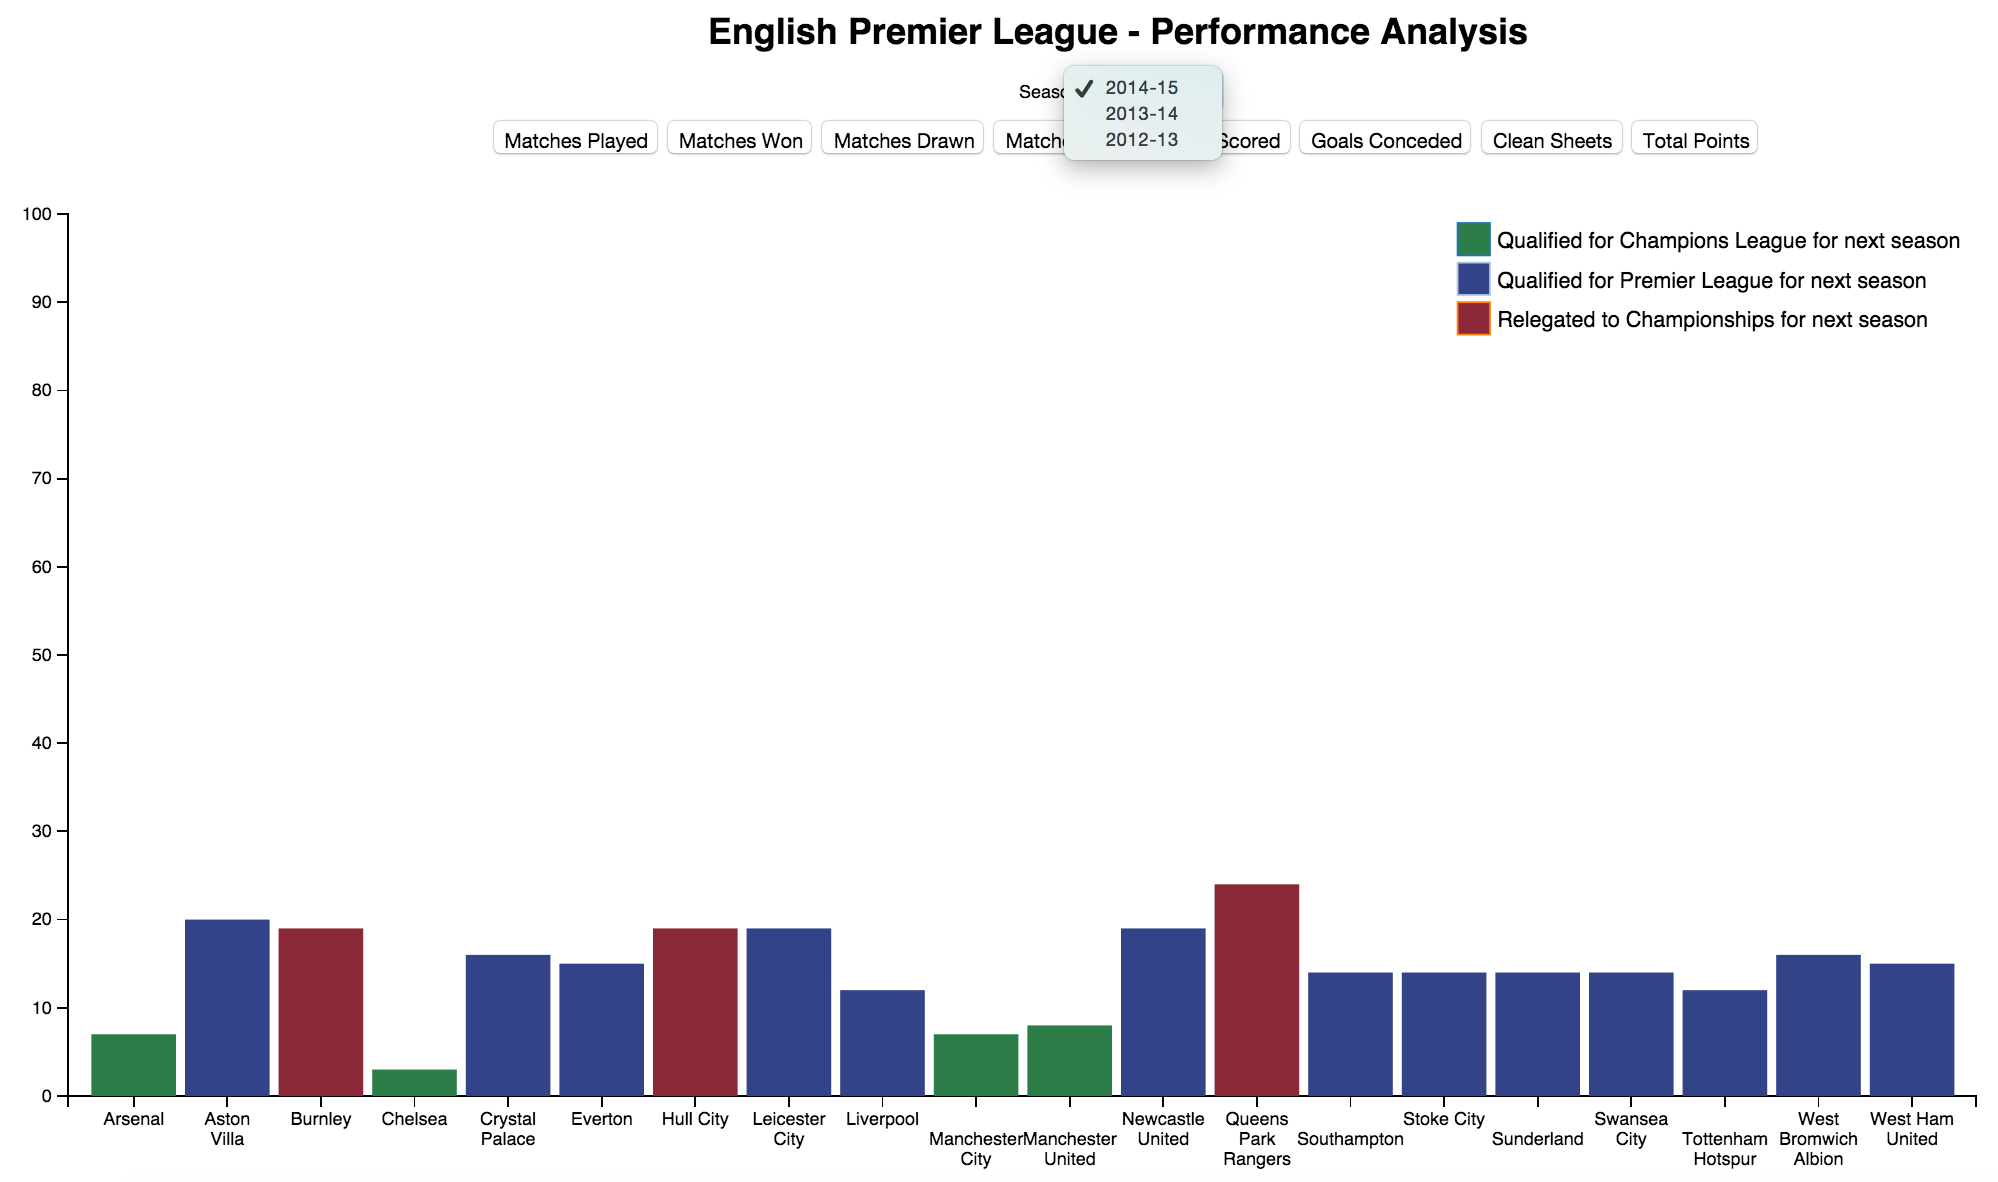 English Premier League - Performance Analysis
2014-15
2013-14
2012-13
Matches Played Matches Won Matches Drawn Goals Conceded Clean Sheets Total Points
100
90
80
70
60
50
40
30
20
10
0
Qualified for Champions League for next season
Qualified for Premier League for next season
Relegated to Championships for next season
Arsenal
Aston
Villa
Burnley
Chelsea
Crystal
Palace
Everton
Hull City
Leicester
City
Liverpool
Manchester
City
Manchester
United
Newcastle
United
Queens
Park
Rangers
Southampton
Stoke City
Sunderland
Swansea
City
Tottenham
Hotspur
West
Bromwich
Albion
West Ham
United